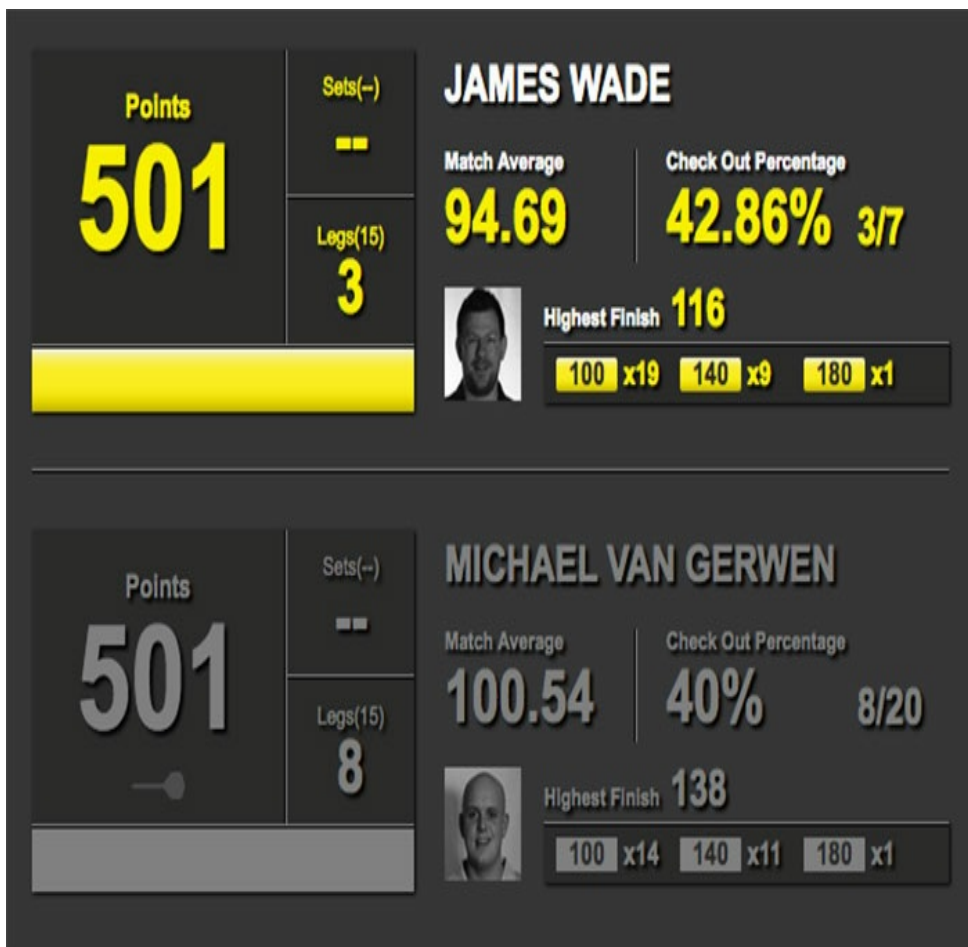 JAMES WADE
Points
501
Sets(--)
--
Legs(15)
3
Match Average
94.69
Check Out Percentage
42.86% 3/7
Highest Finish 116
100 x19 140 x9 180 x1
MICHAEL VAN GERWEN
Points
501
Sets(--)
--
Legs(15)
8
Match Average
100.54
Check Out Percentage
40% 8/20
Highest Finish 138
100 x14 140 x11 180 x1